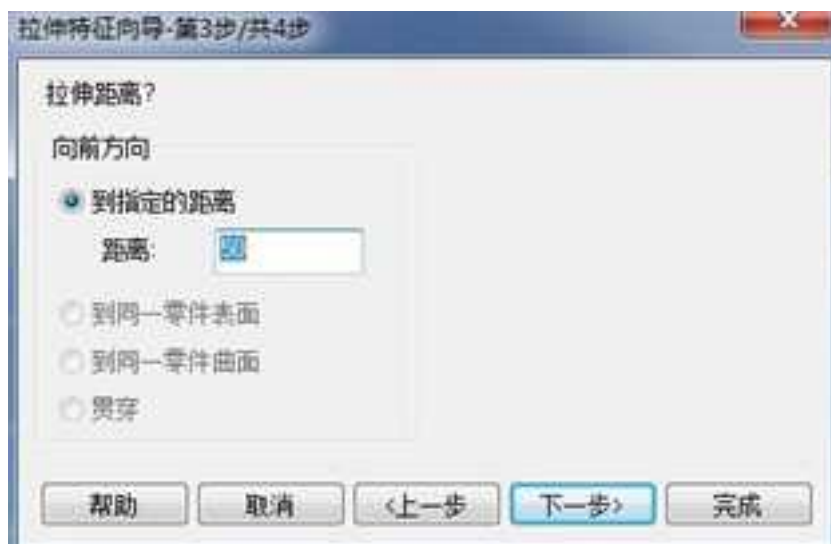 拉伸特征向导-第3步/共4步
拉伸距离?
向前方向
到指定的距离
距离:
到同一零件表面
到同一零件曲面
贯穿
帮助
取消
<上一步
下一步>
完成